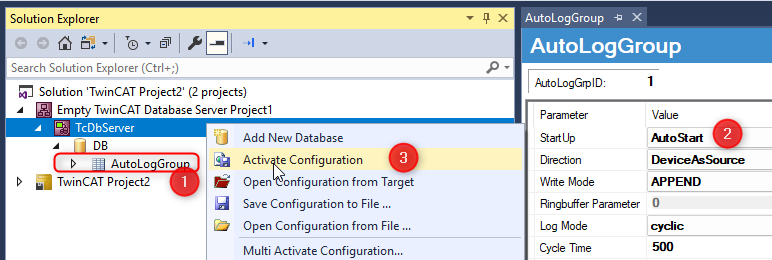 Solution Explorer
Search Solution Explorer (Ctrl+;)
Solution 'TwinCAT Project2' (2 projects)
Empty TwinCAT Database Server Project1
TcDbServer
DB
AutoLogGroup
1
TwinCAT Project2
Add New Database
Activate Configuration
3
Open Configuration from Target
Save Configuration to File ...
Open Configuration from File ...
Multi Activate Configuration...
AutoLogGroup
AutoLogGroup
AutoLogGrpID: 1
Parameter Value
StartUp AutoStart 2
Direction DeviceAsSource
Write Mode APPEND
Ringbuffer Parameter 0
Log Mode cyclic
Cycle Time 500